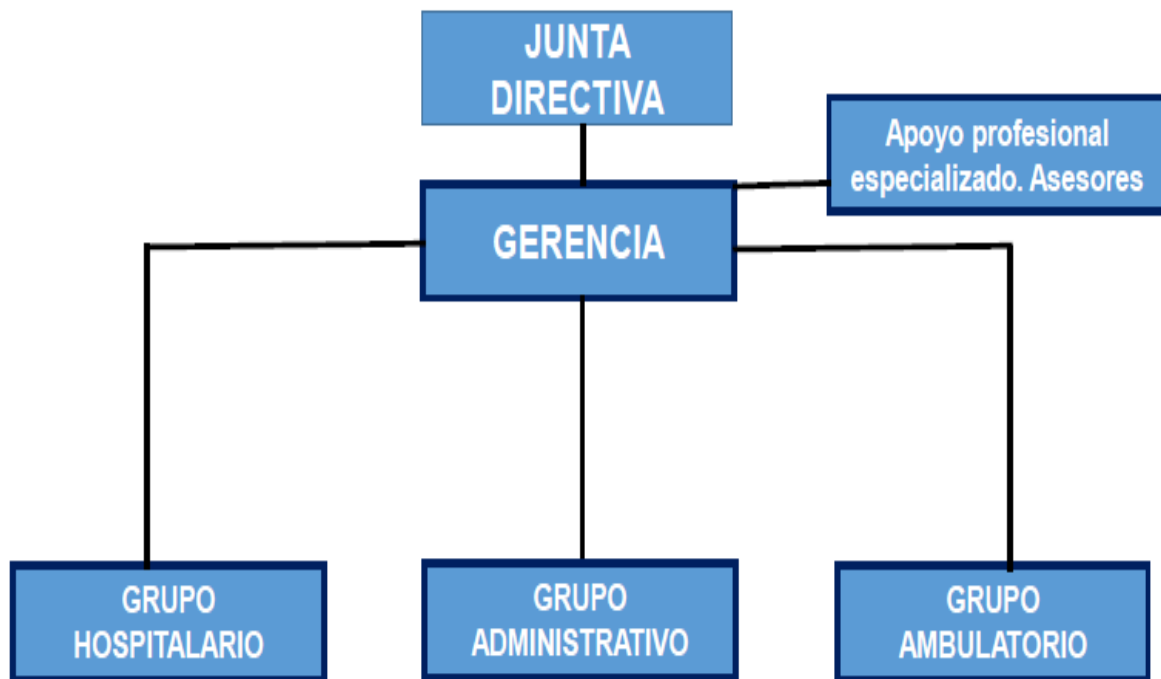 JUNTA
DIRECTIVA
Apoyo profesional
especializado. Asesores
GERENCIA
GRUPO
HOSPITALARIO
GRUPO
ADMINISTRATIVO
GRUPO
AMBULATORIO